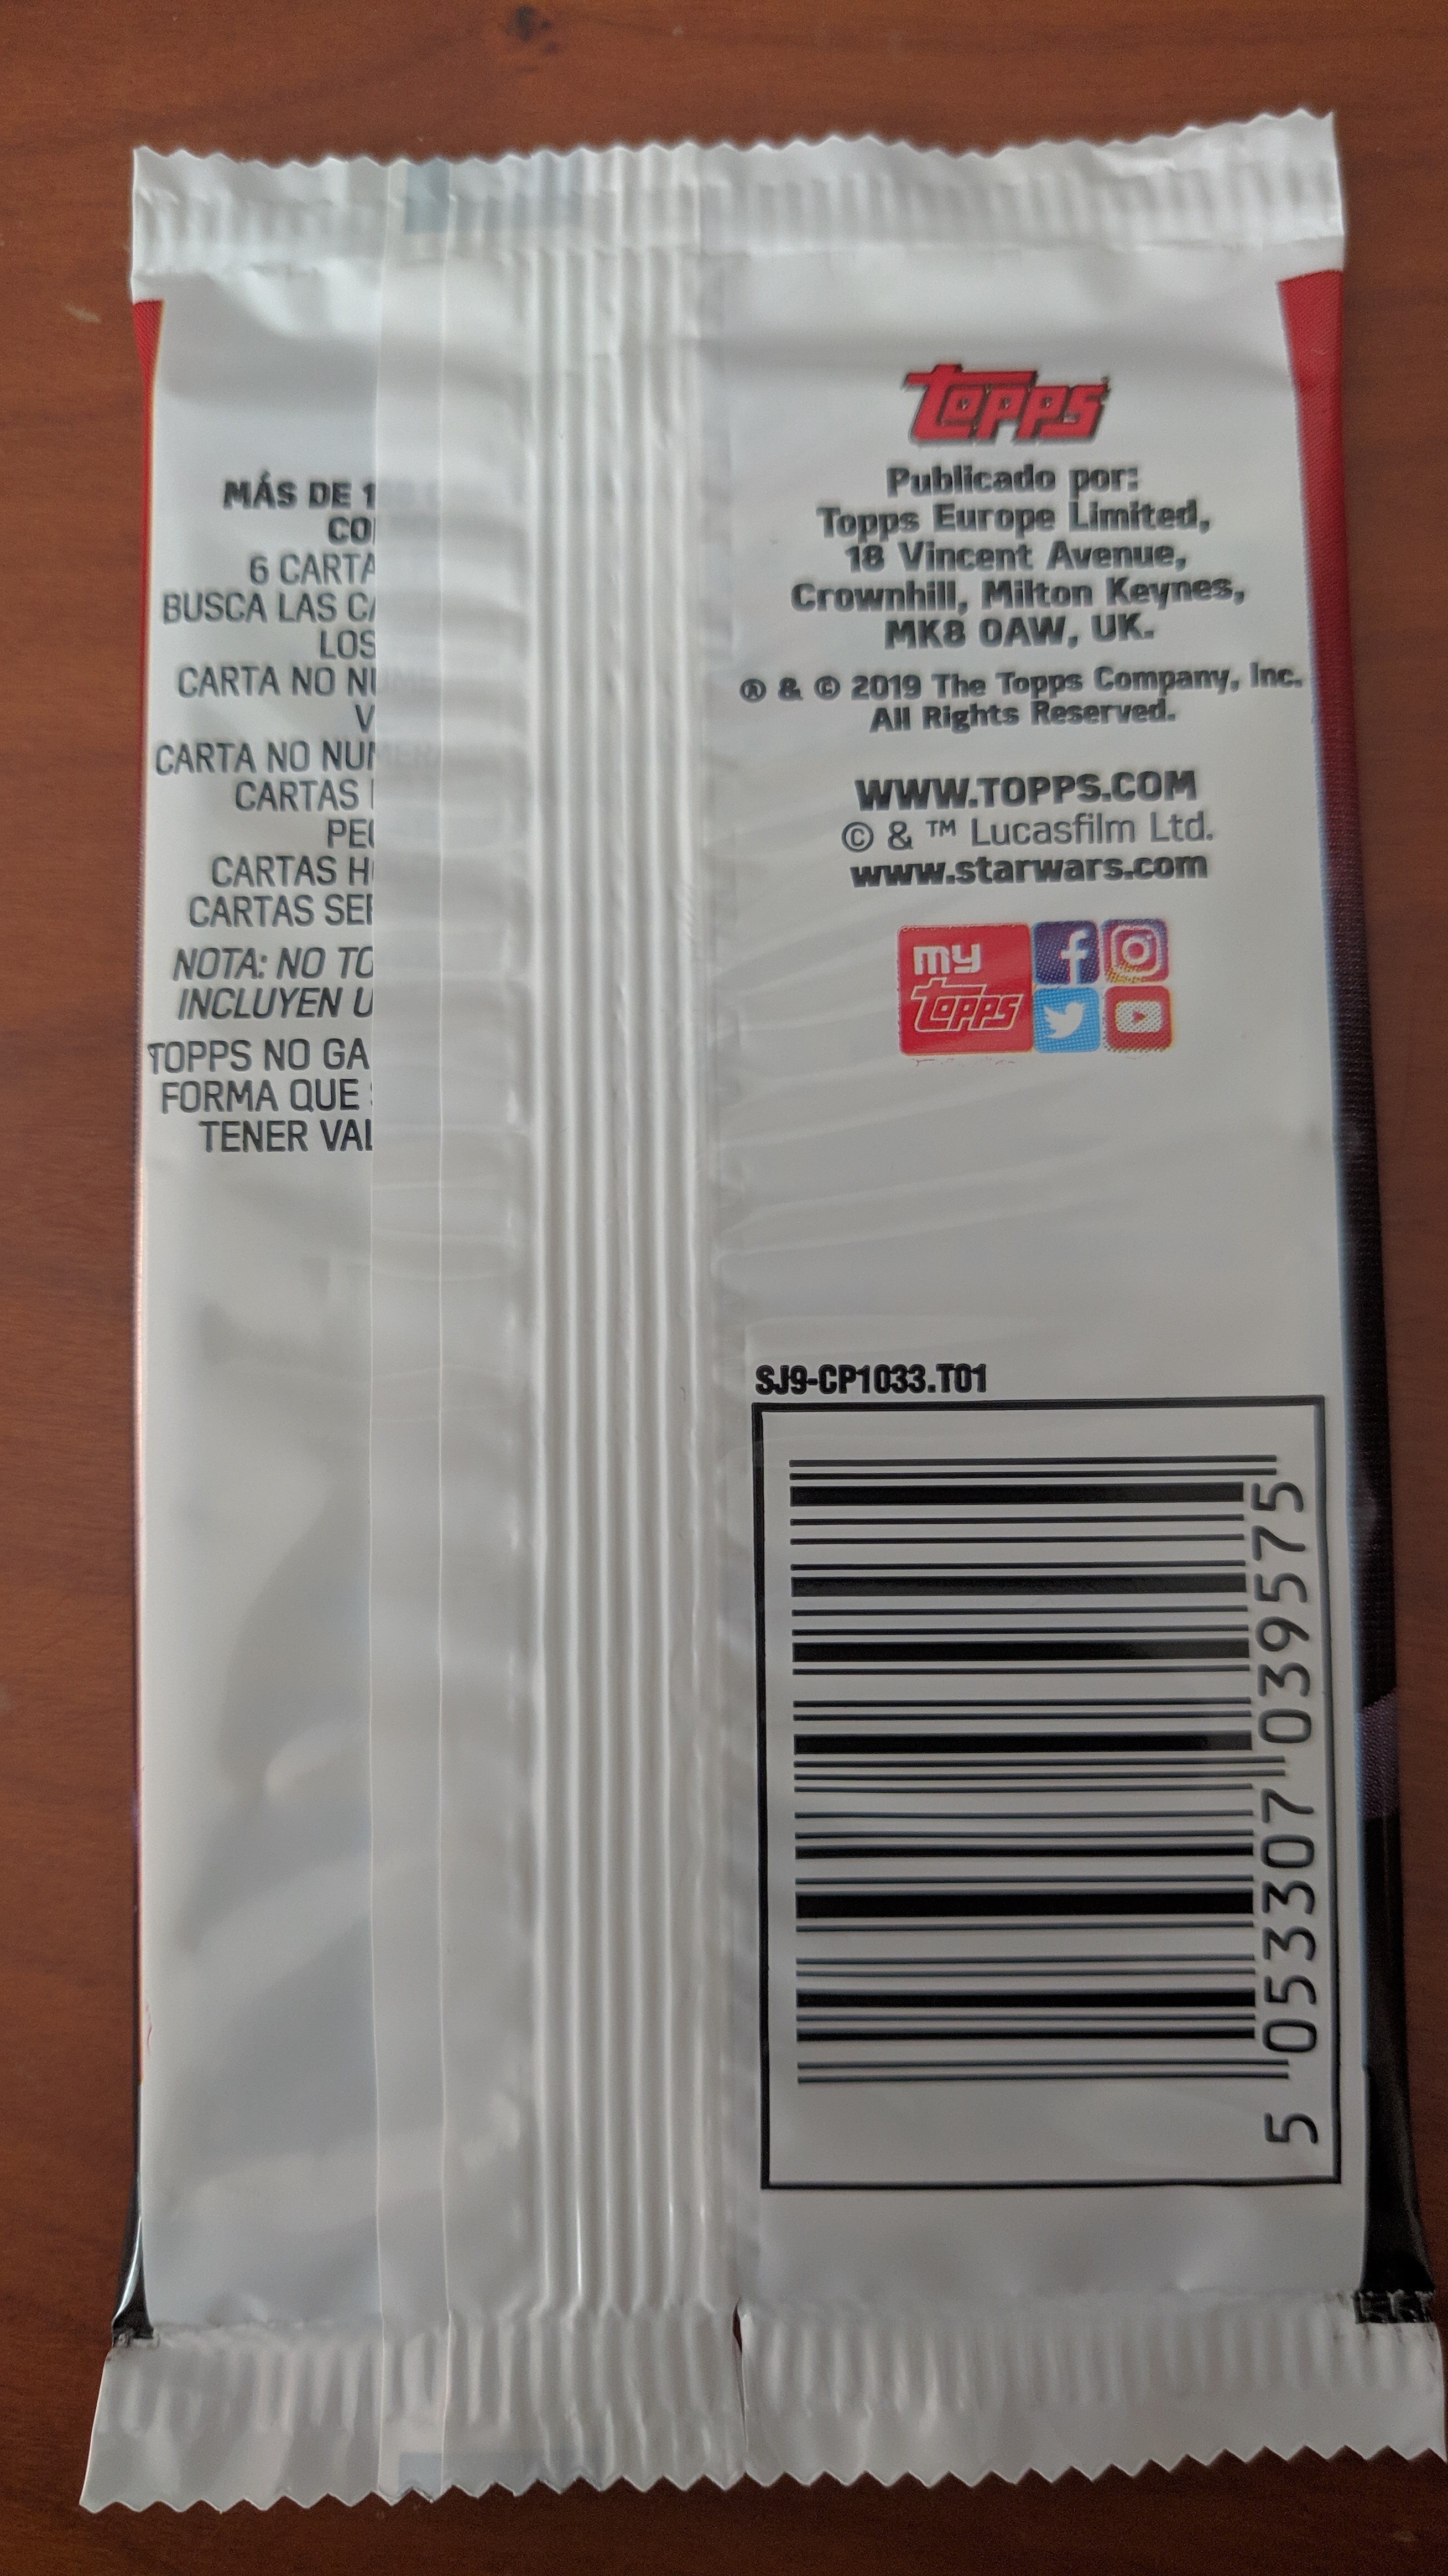 MÁS DE 1
CO
6 CARTA
BUSCA LAS CA
LOS
CARTA NO NU
V
CARTA NO NUMER
CARTAS
PE
CARTAS H
CARTAS SE
NOTA: NO TO
INCLUYEN U
TOPPS NO GA
FORMA QUE
TENER VAL
Topps
Publicado por:
Topps Europe Limited,
18 Vincent Avenue,
Crownhill, Milton Keynes,
MK8 0AW, UK.
® & © 2019 The Topps Company, Inc.
All Rights Reserved.
WWW.TOPPS.COM
© & ™ Lucasfilm Ltd.
www.starwars.com
my
Topps
SJ9-CP1033.T01
5 053307 039575